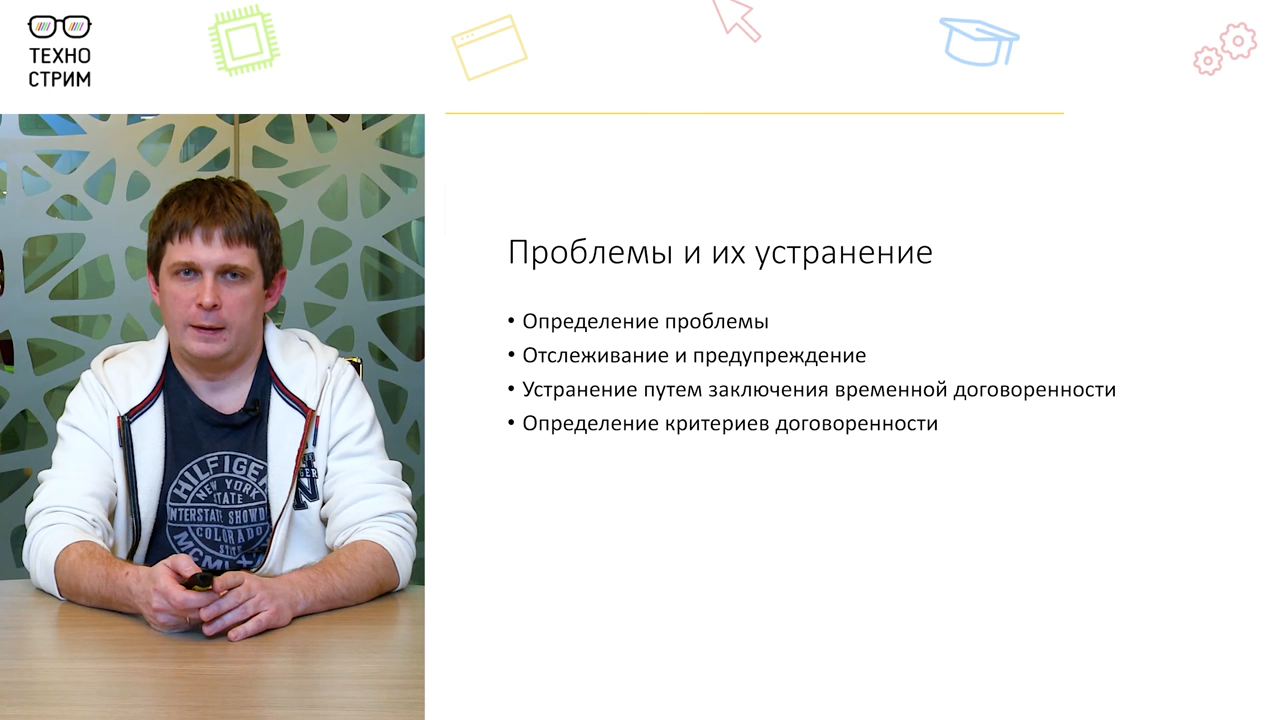 ТЕХНО
СТРИМ
Проблемы и их устранение
• Определение проблемы
• Отслеживание и предупреждение
• Устранение путем заключения временной договоренности
• Определение критериев договоренности
HILFIGER
NEW YORK
STATE
INTERSTATE
COLORADO
N